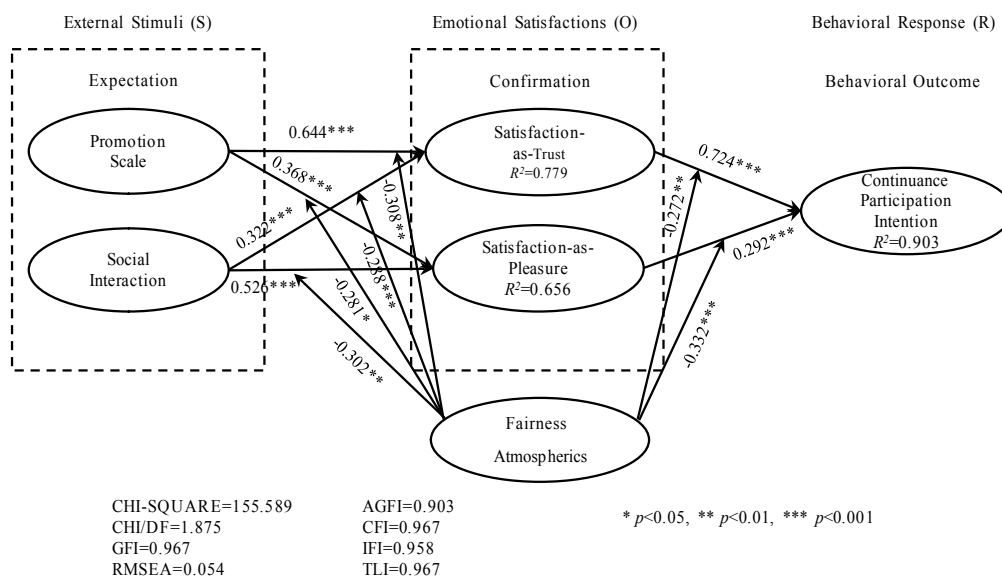 External Stimuli (S)
Emotional Satisfactions (O)
Behavioral Response (R)
Expectation
Confirmation
Behavioral Outcome
Promotion
Scale
0.644***
Satisfaction-
as-Trust
R²=0.779
0.724***
0.368***
-0.308**
-0.272**
Continuance
Participation
Intention
R²=0.903
0.322***
Social
Interaction
Satisfaction-as-
Pleasure
R²=0.656
0.292***
0.526***
-0.288***
-0.281*
-0.302**
-0.332***
Fairness
Atmospherics
CHI-SQUARE=155.589
CHI/DF=1.875
GFI=0.967
RMSEA=0.054
AGFI=0.903
CFI=0.967
IFI=0.958
TLI=0.967
* p<0.05, ** p<0.01, *** p<0.001